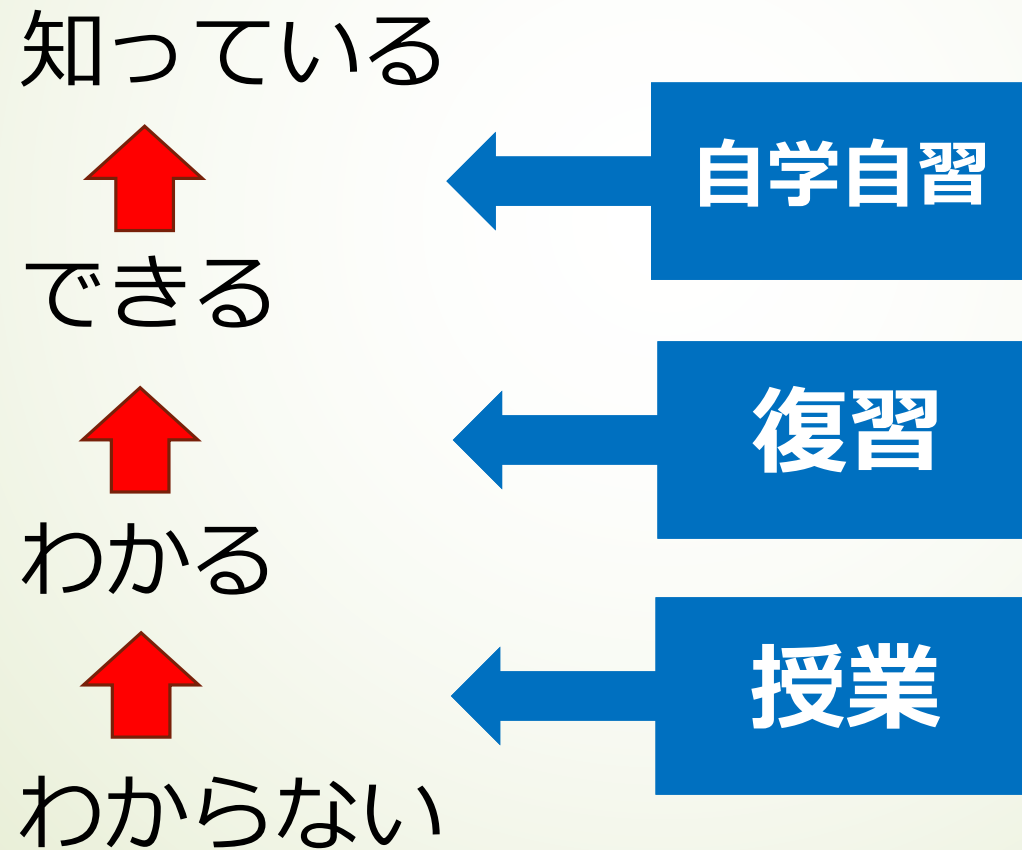 知っている
自学自習
できる
復習
わかる
授業
わからない